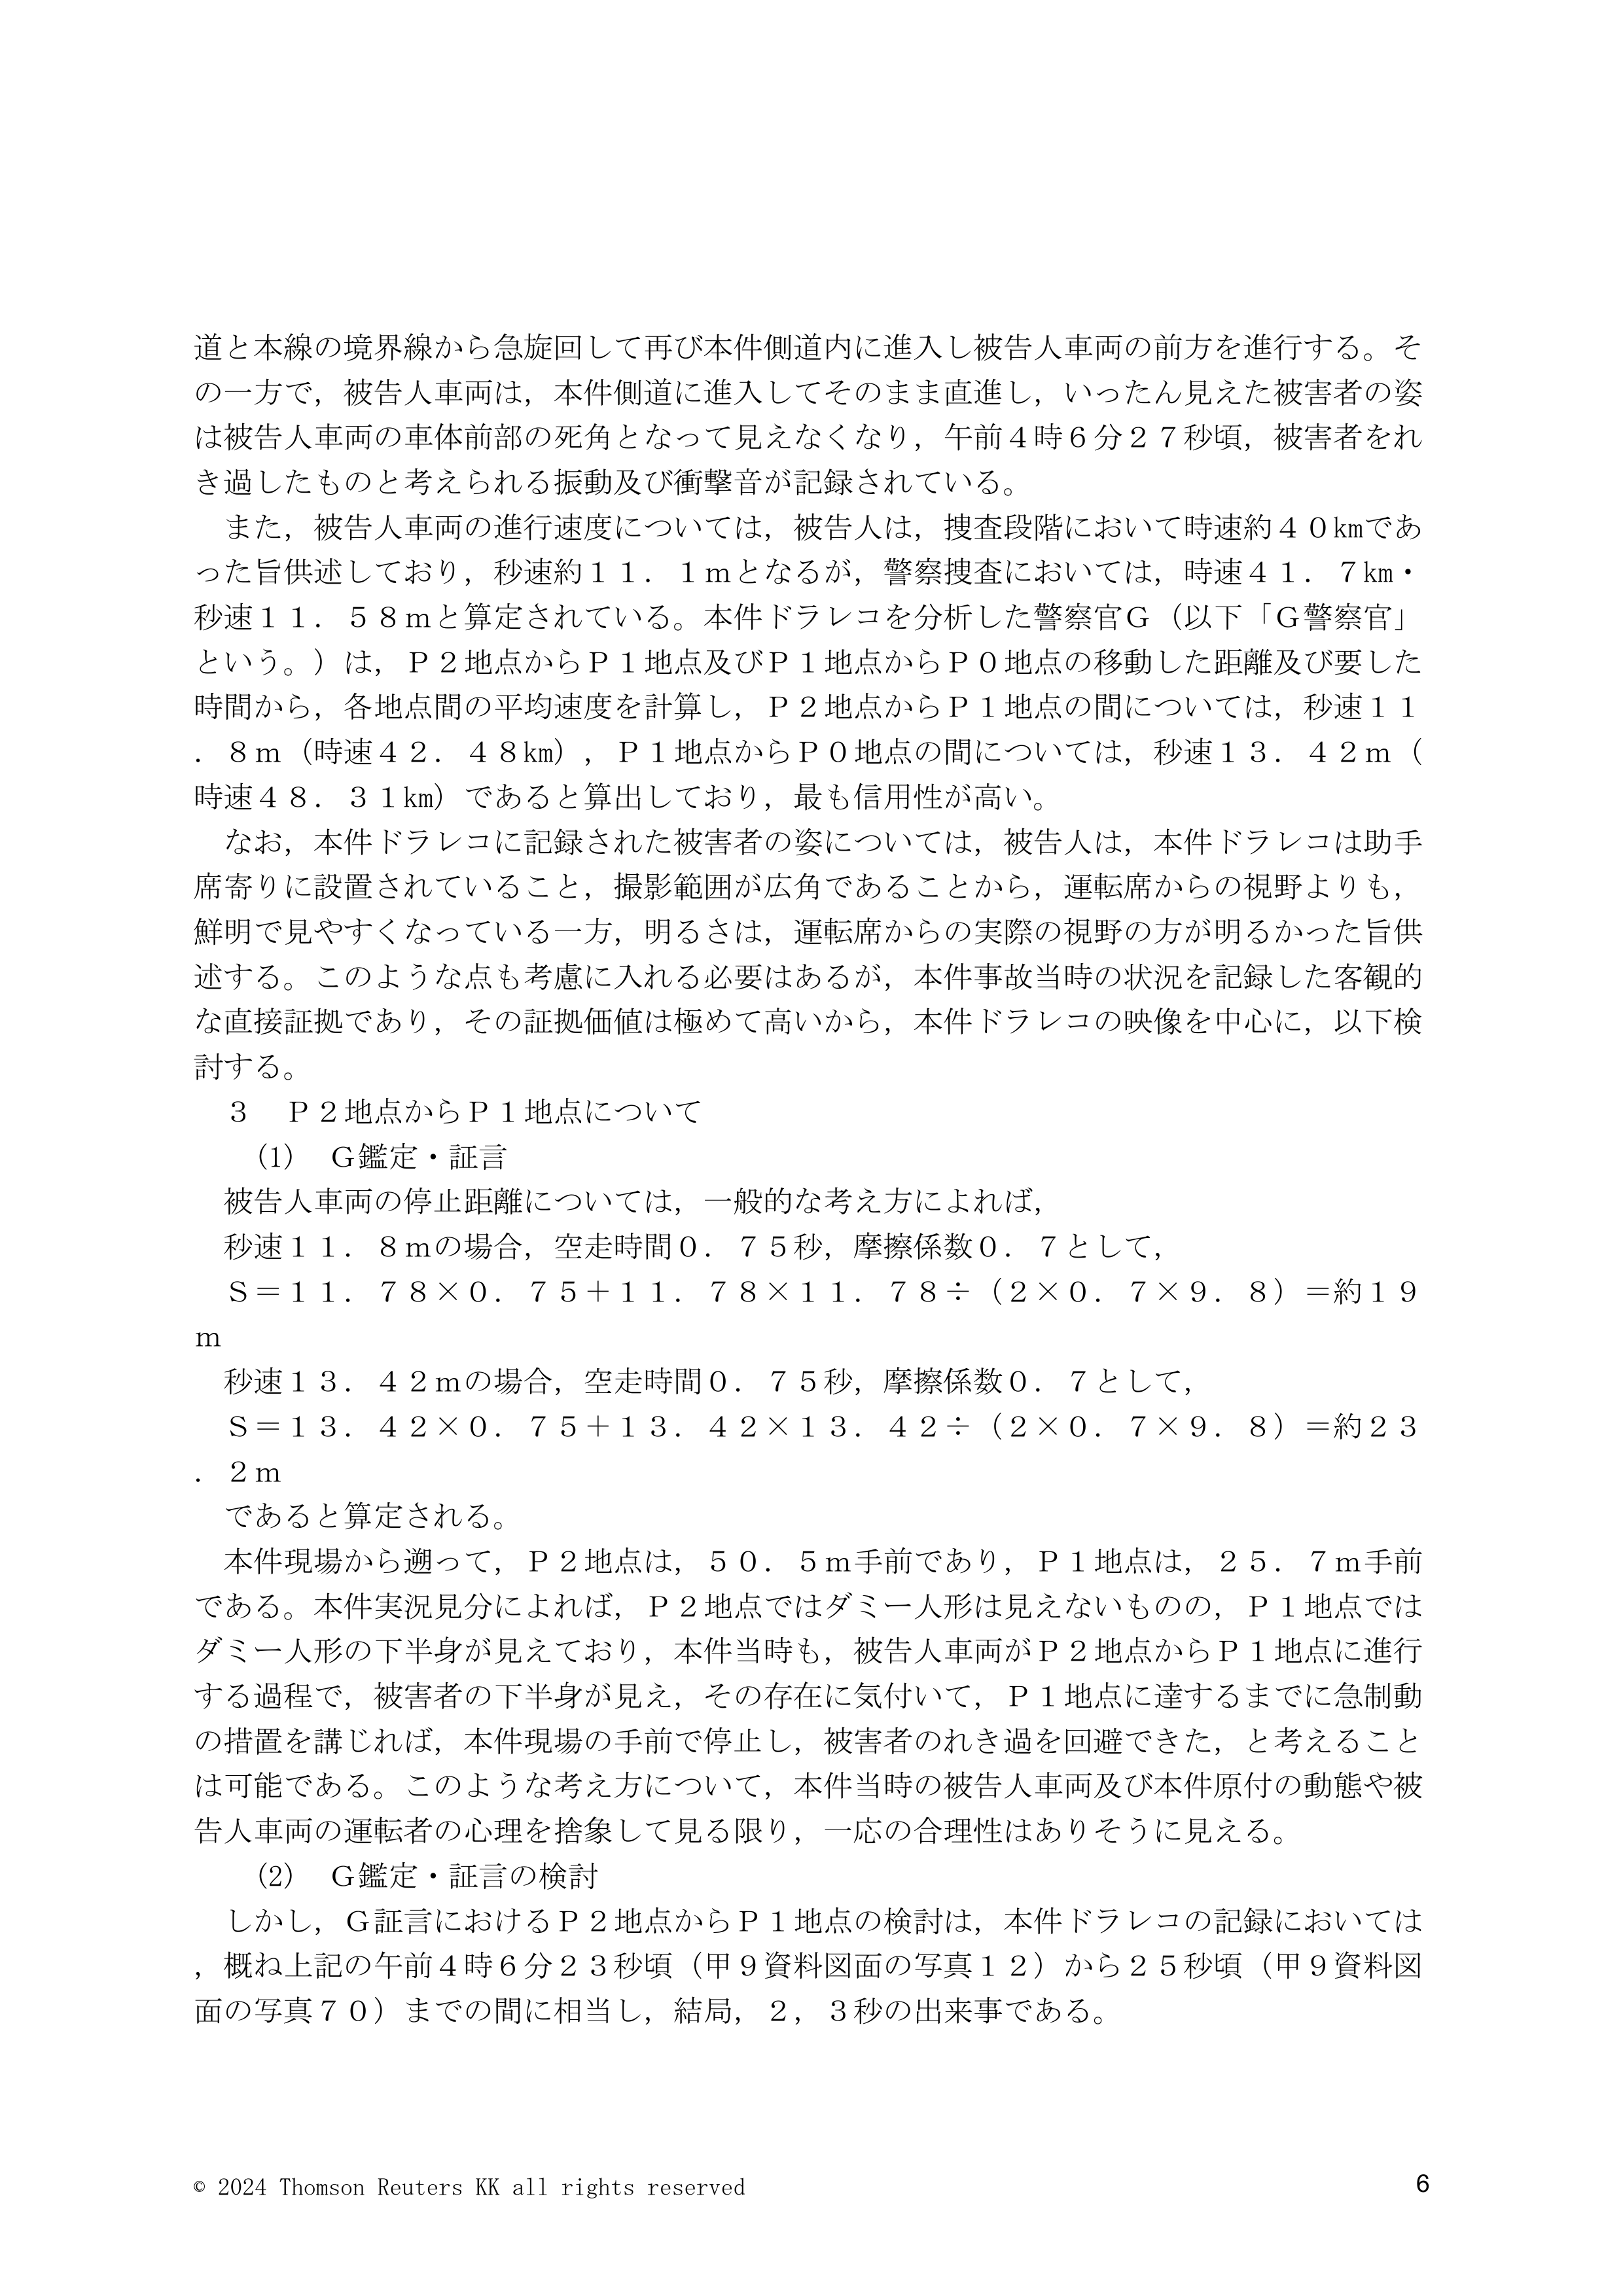 道と本線の境界線から急旋回して再び本件側道内に進入し被告人車両の前方を進行する。そ
の一方で，被告人車両は，本件側道に進入してそのまま直進し，いったん見えた被害者の姿
は被告人車両の車体前部の死角となって見えなくなり，午前４時６分２７秒頃，被害者をれ
き過したものと考えられる振動及び衝撃音が記録されている。
　また，被告人車両の進行速度については，被告人は，捜査段階において時速約４０㎞であ
った旨供述しており，秒速約１１．１ｍとなるが，警察捜査においては，時速４１．７㎞・
秒速１１．５８ｍと算定されている。本件ドラレコを分析した警察官Ｇ（以下「Ｇ警察官」
という。）は，Ｐ２地点からＰ１地点及びＰ１地点からＰ０地点の移動した距離及び要した
時間から，各地点間の平均速度を計算し，Ｐ２地点からＰ１地点の間については，秒速１１
．８ｍ（時速４２．４８㎞），Ｐ１地点からＰ０地点の間については，秒速１３．４２ｍ（
時速４８．３１㎞）であると算出しており，最も信用性が高い。
　なお，本件ドラレコに記録された被害者の姿については，被告人は，本件ドラレコは助手
席寄りに設置されていること，撮影範囲が広角であることから，運転席からの視野よりも，
鮮明で見やすくなっている一方，明るさは，運転席からの実際の視野の方が明るかった旨供
述する。このような点も考慮に入れる必要はあるが，本件事故当時の状況を記録した客観的
な直接証拠であり，その証拠価値は極めて高いから，本件ドラレコの映像を中心に，以下検
討する。
　３　Ｐ２地点からＰ１地点について
　　(1)　Ｇ鑑定・証言
　被告人車両の停止距離については，一般的な考え方によれば，
　秒速１１．８ｍの場合，空走時間０．７５秒，摩擦係数０．７として，
　Ｓ＝１１．７８×０．７５＋１１．７８×１１．７８÷（２×０．７×９．８）＝約１９
ｍ
　秒速１３．４２ｍの場合，空走時間０．７５秒，摩擦係数０．７として，
　Ｓ＝１３．４２×０．７５＋１３．４２×１３．４２÷（２×０．７×９．８）＝約２３
．２ｍ
　であると算定される。
　本件現場から遡って，Ｐ２地点は，５０．５ｍ手前であり，Ｐ１地点は，２５．７ｍ手前
である。本件実況見分によれば，Ｐ２地点ではダミー人形は見えないものの，Ｐ１地点では
ダミー人形の下半身が見えており，本件当時も，被告人車両がＰ２地点からＰ１地点に進行
する過程で，被害者の下半身が見え，その存在に気付いて，Ｐ１地点に達するまでに急制動
の措置を講じれば，本件現場の手前で停止し，被害者のれき過を回避できた，と考えること
は可能である。このような考え方について，本件当時の被告人車両及び本件原付の動態や被
告人車両の運転者の心理を捨象して見る限り，一応の合理性はありそうに見える。
　　(2)　Ｇ鑑定・証言の検討
　しかし，Ｇ証言におけるＰ２地点からＰ１地点の検討は，本件ドラレコの記録においては
，概ね上記の午前４時６分２３秒頃（甲９資料図面の写真１２）から２５秒頃（甲９資料図
面の写真７０）までの間に相当し，結局，２，３秒の出来事である。
© 2024 Thomson Reuters KK all rights reserved
6